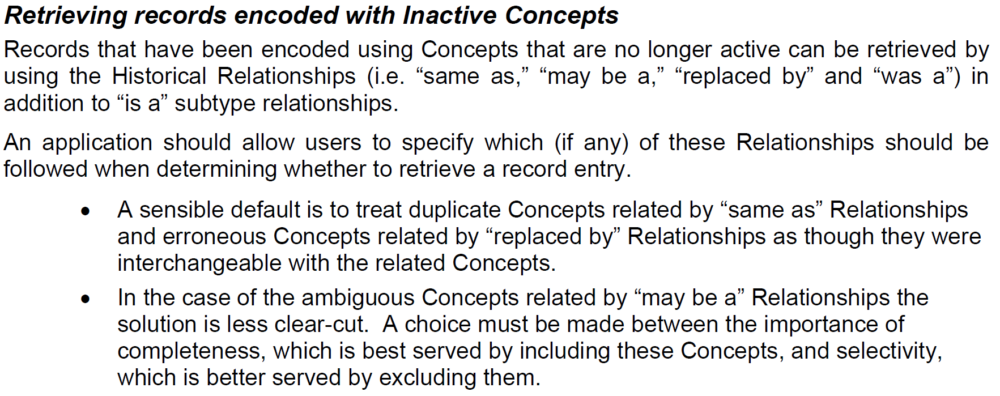 Retrieving records encoded with Inactive Concepts
Records that have been encoded using Concepts that are no longer active can be retrieved by
using the Historical Relationships (i.e. “same as,” “may be a,” “replaced by” and “was a”) in
addition to “is a” subtype relationships.
An application should allow users to specify which (if any) of these Relationships should be
followed when determining whether to retrieve a record entry.
• A sensible default is to treat duplicate Concepts related by “same as” Relationships
and erroneous Concepts related by “replaced by” Relationships as though they were
interchangeable with the related Concepts.
• In the case of the ambiguous Concepts related by “may be a” Relationships the
solution is less clear-cut.  A choice must be made between the importance of
completeness, which is best served by including these Concepts, and selectivity,
which is better served by excluding them.